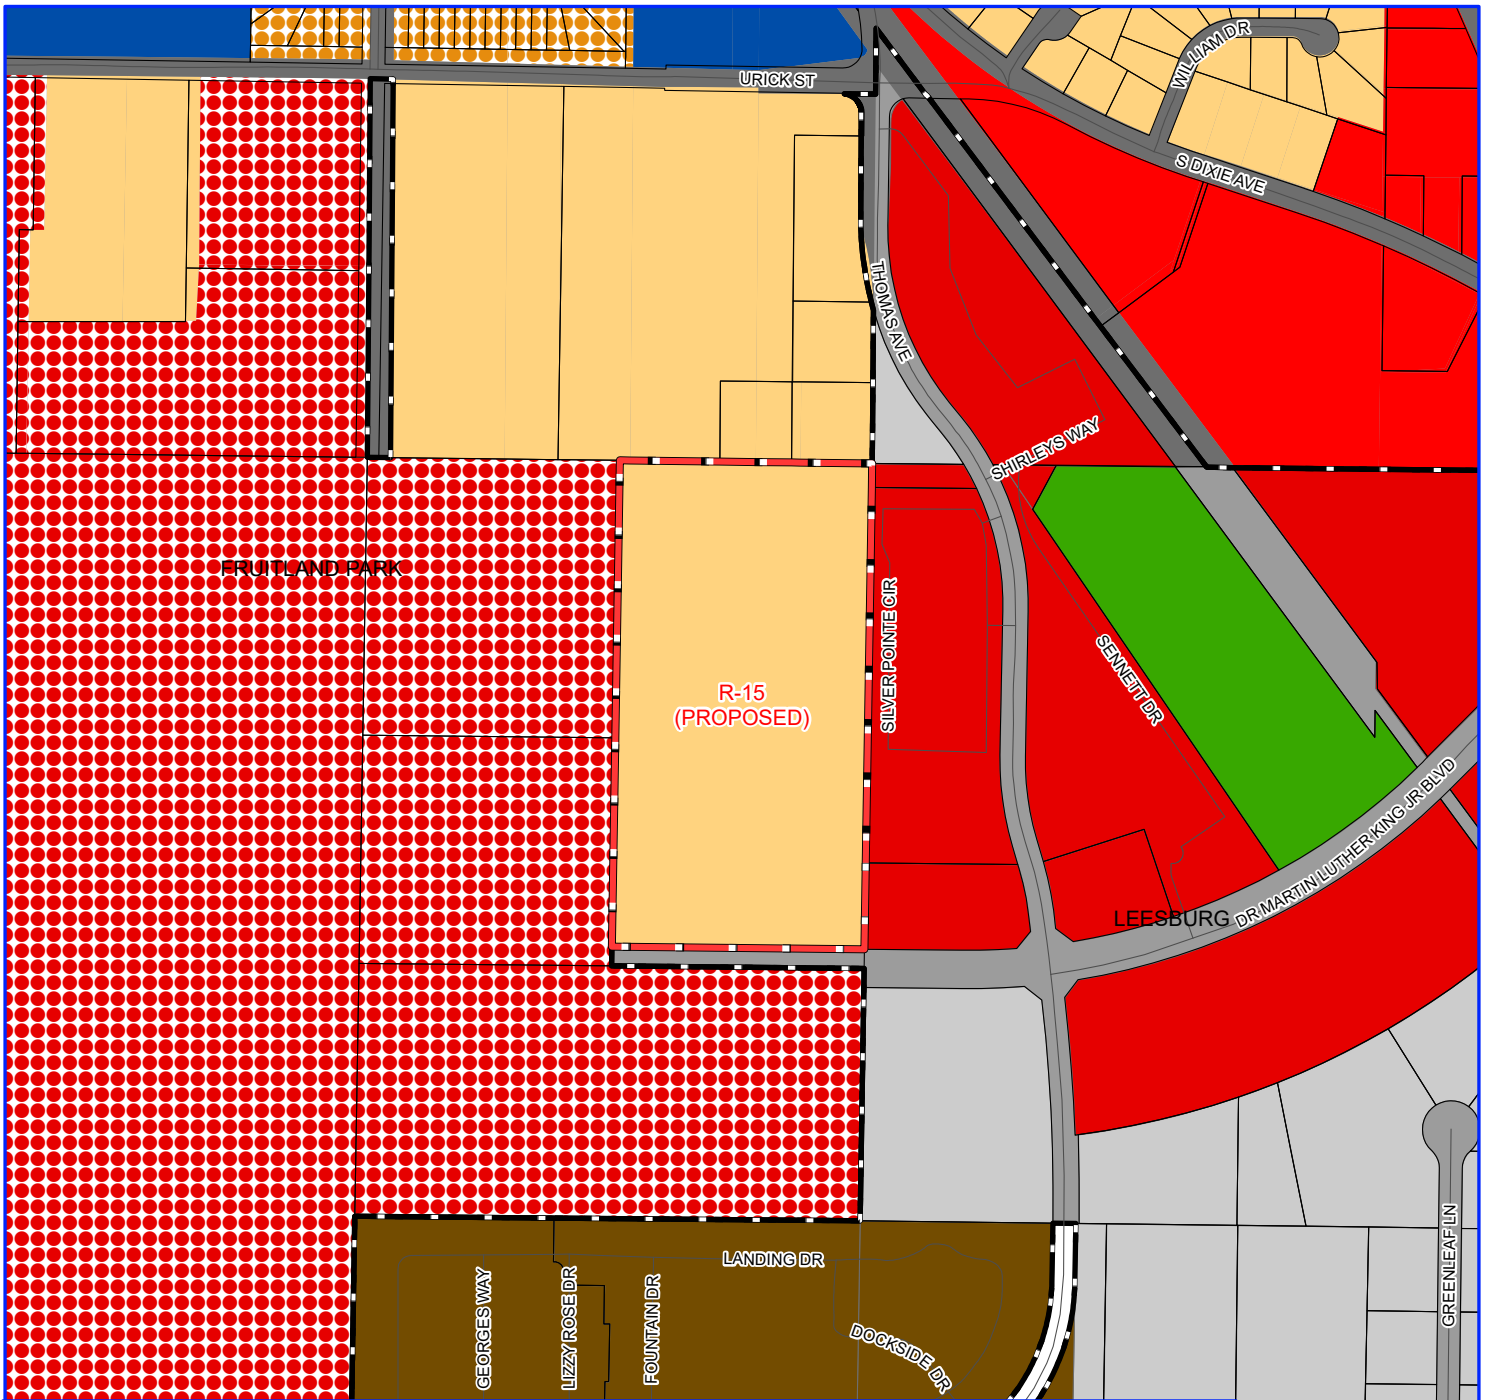 WILLIAM DR
URICK ST
S DIXIE AVE
THOMAS AVE
SHIRLEYS WAY
FRUITLAND PARK
SILVER POINTE CIR
SENNETT DR
R-15
(PROPOSED)
DR MARTIN LUTHER KING JR BLVD
LEESBURG
LANDING DR
GEORGES WAY
LIZZY ROSE DR
FOUNTAIN DR
DOCKSIDE DR
GREENLEAF LN